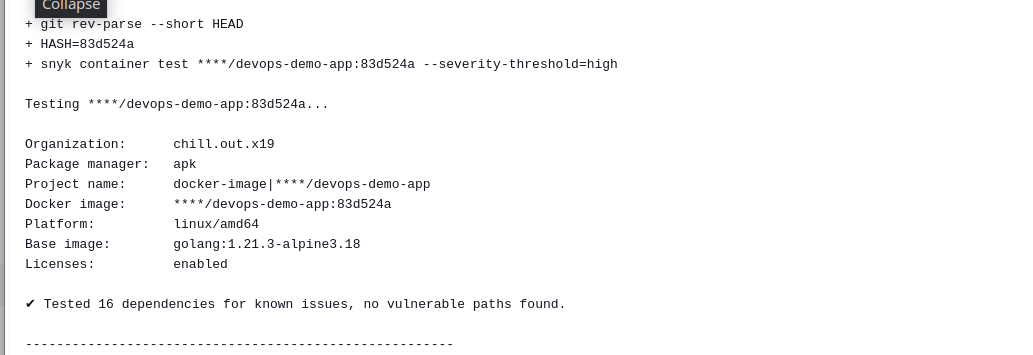 Collapse
+ git rev-parse --short HEAD
+ HASH=83d524a
+ snyk container test ****/devops-demo-app:83d524a --severity-threshold=high
Testing ****/devops-demo-app:83d524a...
Organization:      chill.out.x19
Package manager:   apk
Project name:      docker-image|****/devops-demo-app
Docker image:      ****/devops-demo-app:83d524a
Platform:          linux/amd64
Base image:        golang:1.21.3-alpine3.18
Licenses:          enabled
✔ Tested 16 dependencies for known issues, no vulnerable paths found.
-------------------------------------------------------